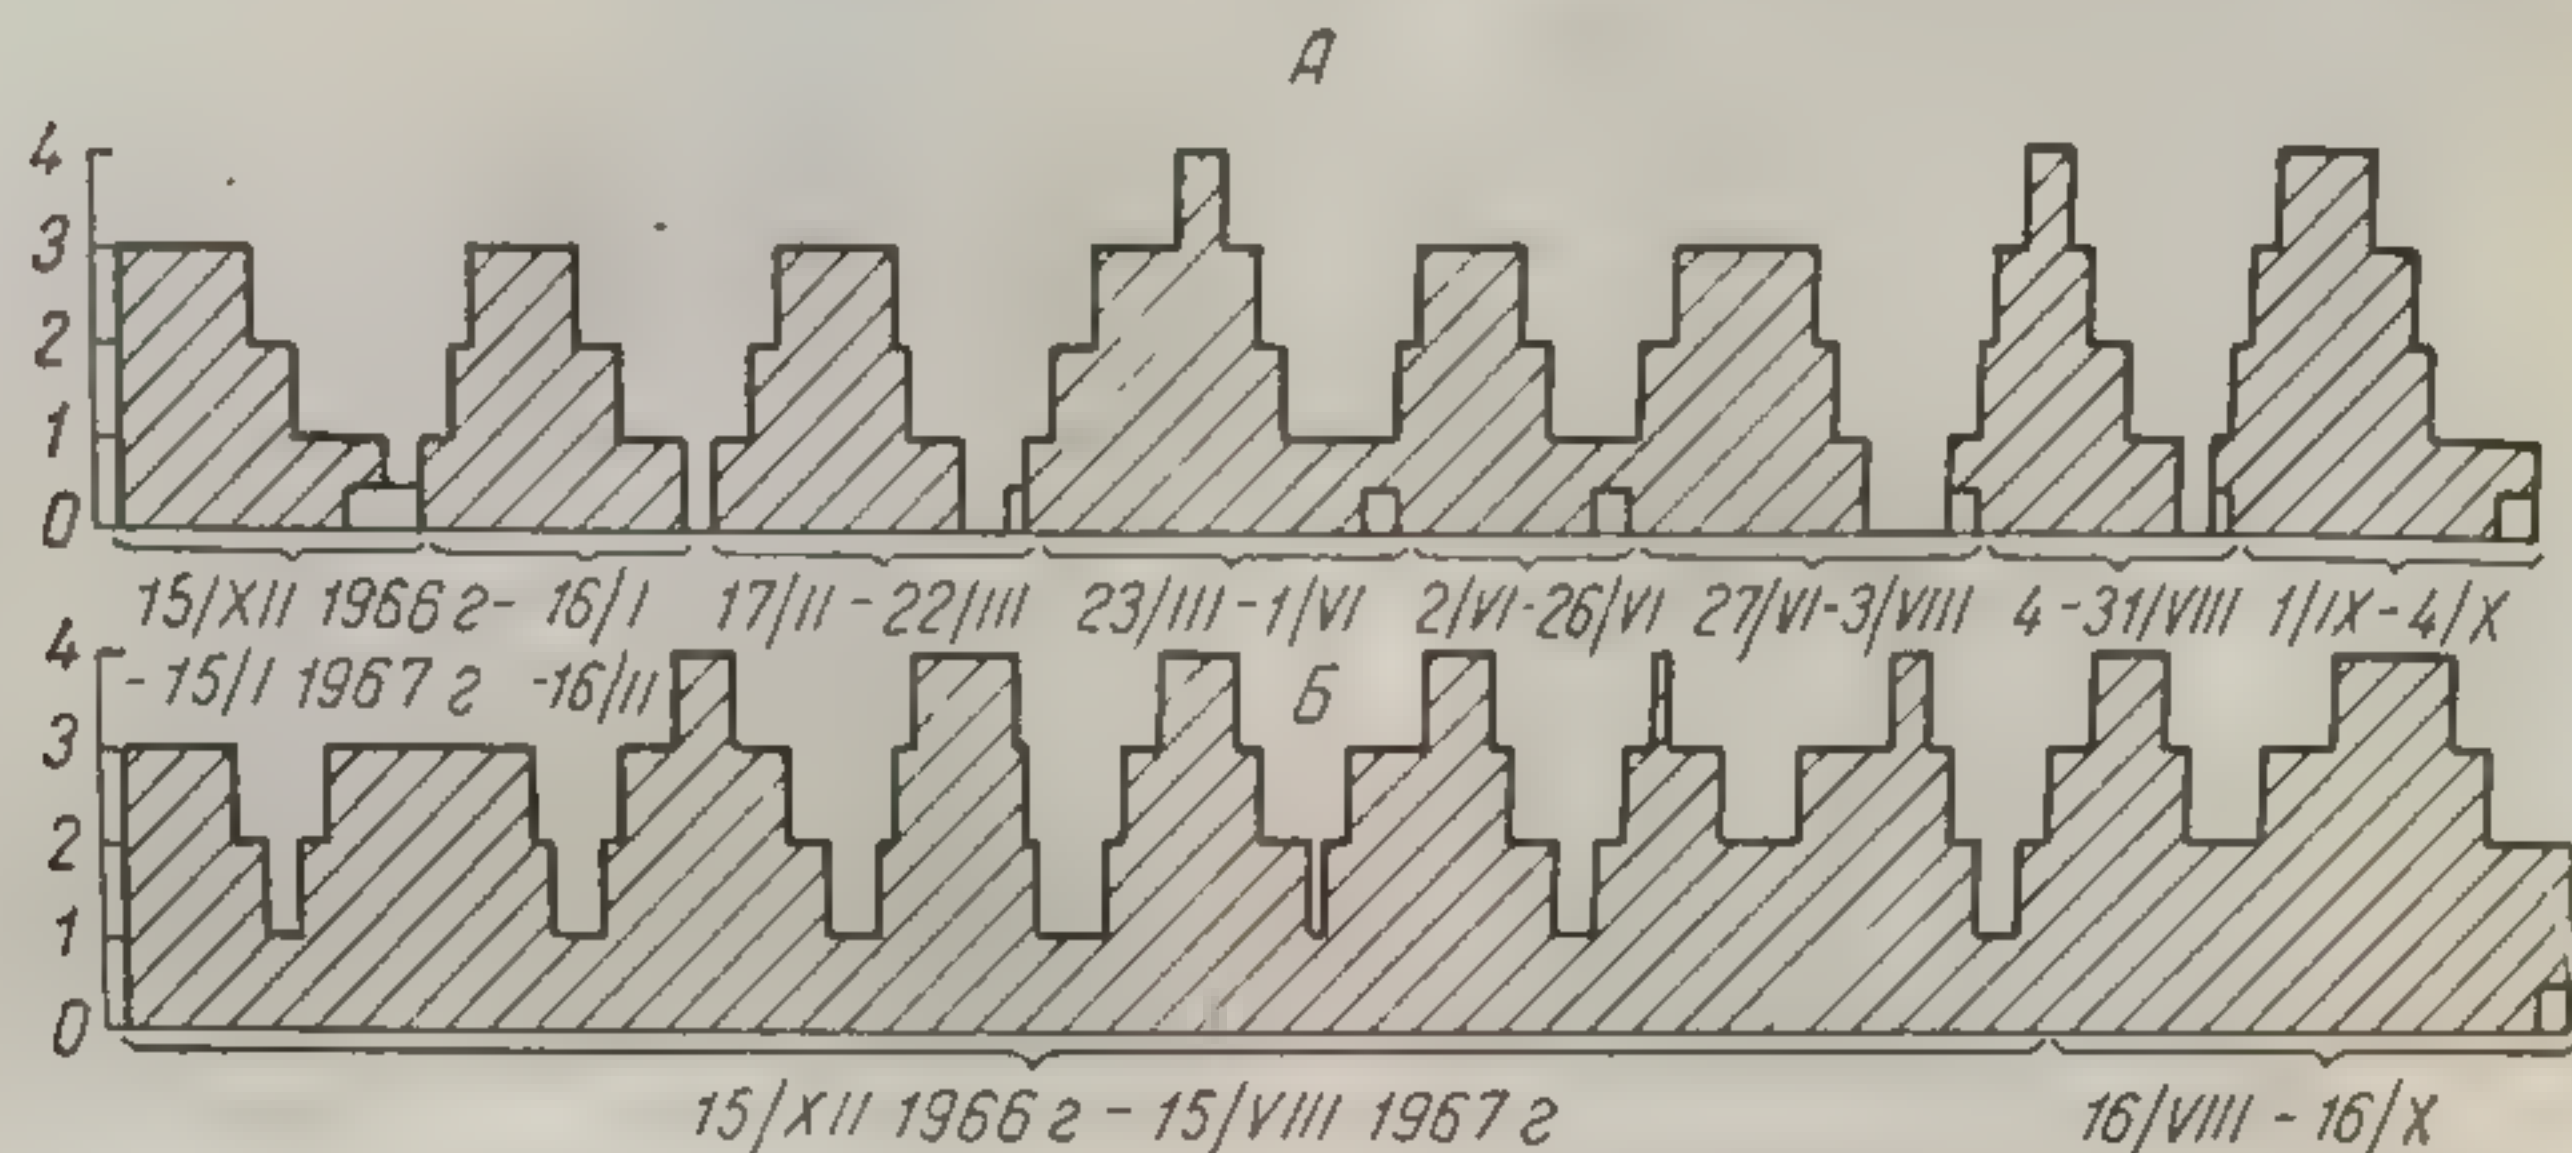 А
4
3
2
1
0
15/XII 1966 г- 16/I 17/II - 22/III 23/III - 1/VI 2/VI-26/VI 27/VI-3/VIII 4 -31/VIII 1/IX - 4/X
- 15/I 1967 г -16/II
Б
4
3
2
1
0
15/XII 1966 г - 15/VIII 1967 г 16/VIII - 16/X